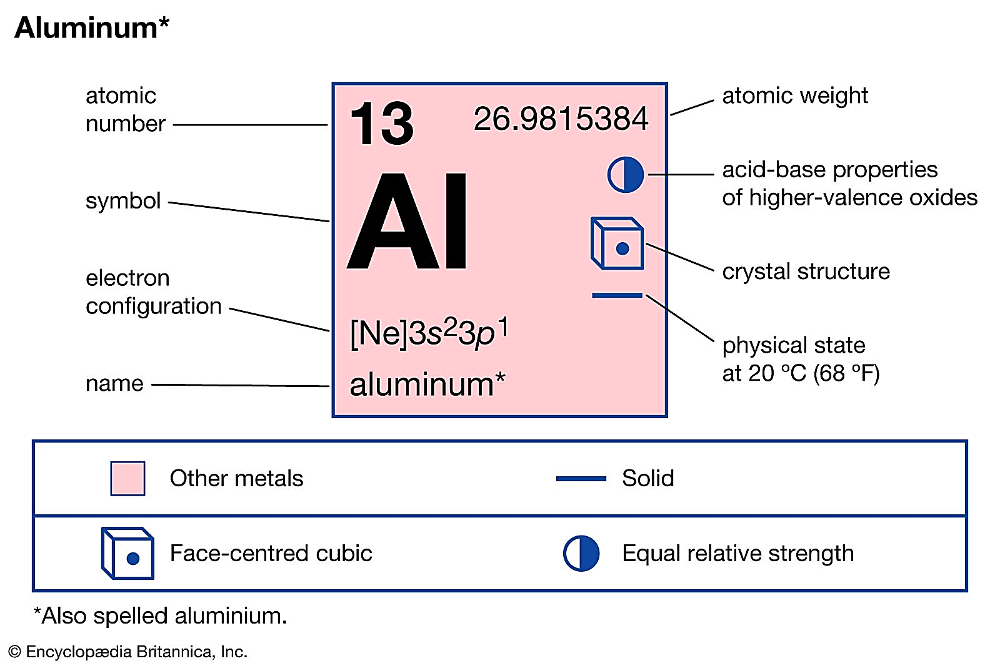 Aluminum*
atomic
number
13
26.9815384
atomic weight
acid-base properties
of higher-valence oxides
symbol
Al
crystal structure
electron
configuration
[Ne]3s²3p¹
physical state
at 20 ºC (68 ºF)
name
aluminum*
Other metals
Solid
Face-centred cubic
Equal relative strength
*Also spelled aluminium.
© Encyclopædia Britannica, Inc.